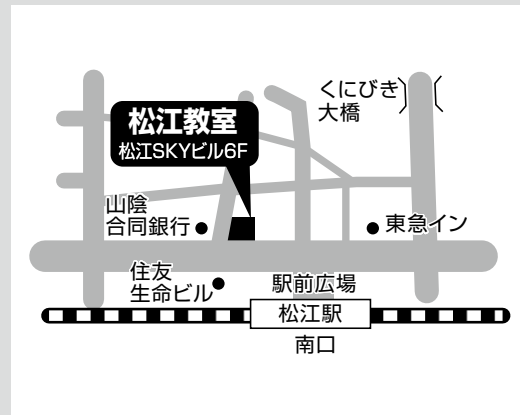 くにびき
大橋
松江教室
松江SKYビル6F
山陰
合同銀行
東急イン
住友
生命ビル
駅前広場
松江駅
南口